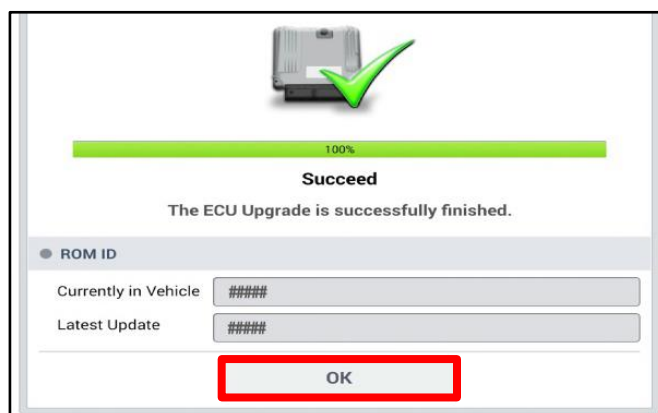 100%
Succeed
The ECU Upgrade is successfully finished.
ROM ID
Currently in Vehicle #####
Latest Update #####
OK